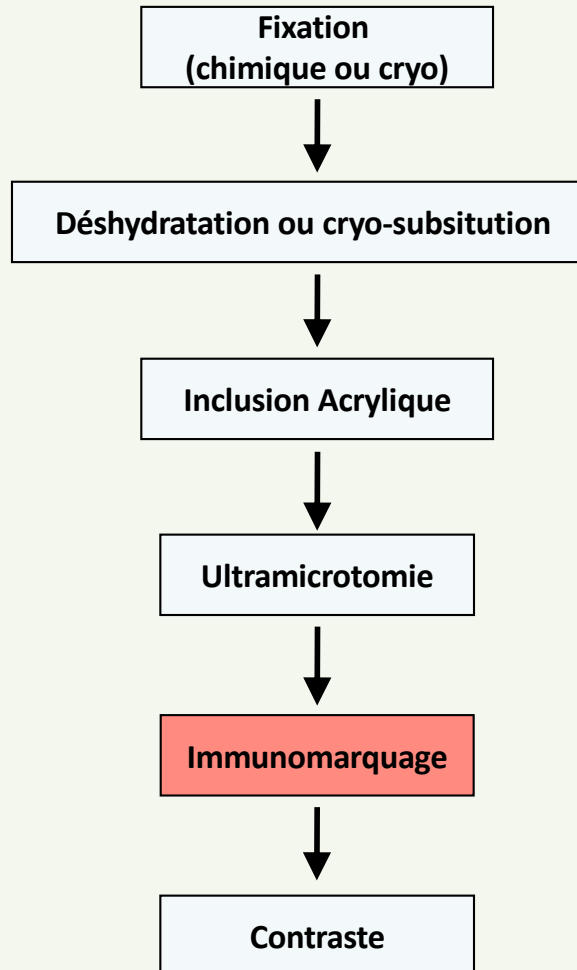 Fixation
(chimique ou cryo)
Déshydratation ou cryo-subsitution
Inclusion Acrylique
Ultramicrotomie
Immunomarquage
Contraste